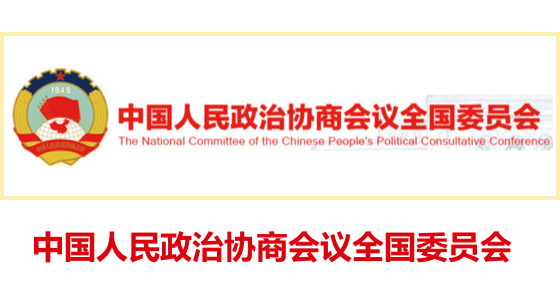 1949
中国人民政治协商会议全国委员会
The National Committee of the Chinese People's Political Consultative Conference
中国人民政治协商会议全国委员会